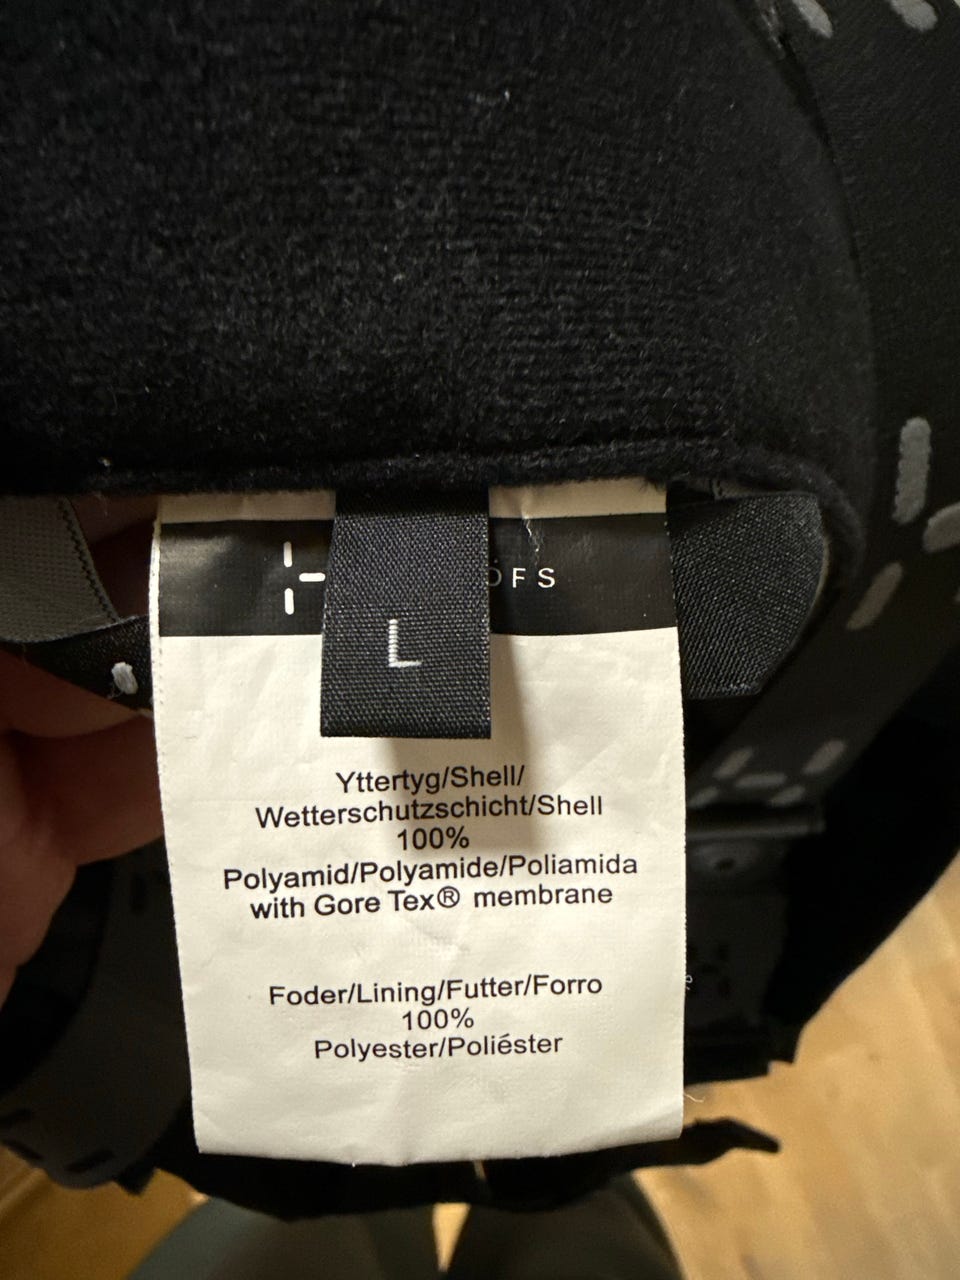 ÖFS
L
Yttertyg/Shell/
Wetterschutzschicht/Shell
100%
Polyamid/Polyamide/Poliamida
with Gore Tex® membrane
Foder/Lining/Futter/Forro
100%
Polyester/Poliéster